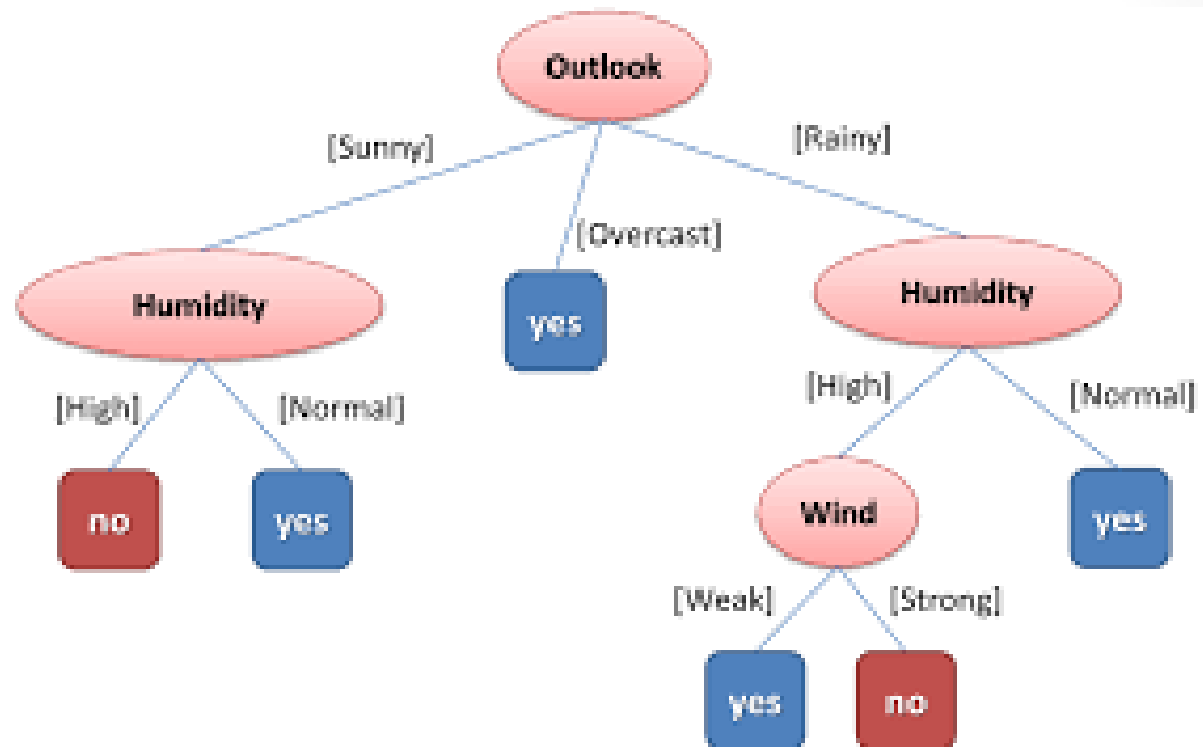 Outlook
[Sunny]
[Rainy]
[Overcast]
Humidity
yes
Humidity
[High]
[Normal]
[High]
[Normal]
no
yes
Wind
yes
[Weak]
[Strong]
yes
no